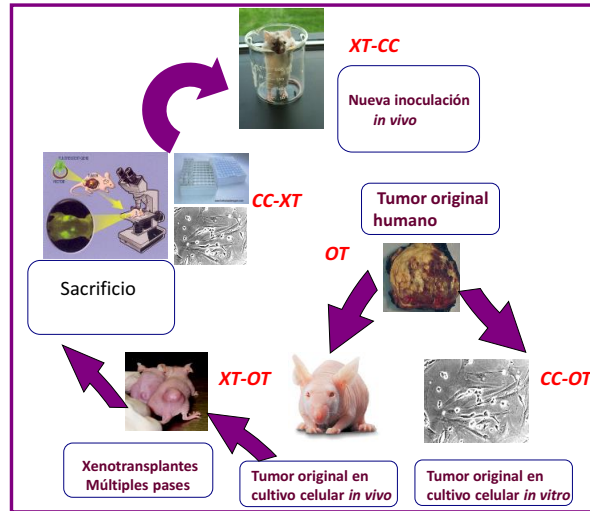 XT-CC
Nueva inoculación
in vivo
CC-XT
Tumor original
humano
OT
Sacrificio
XT-OT
CC-OT
Xenotransplantes
Múltiples pases
Tumor original en
cultivo celular in vivo
Tumor original en
cultivo celular in vitro